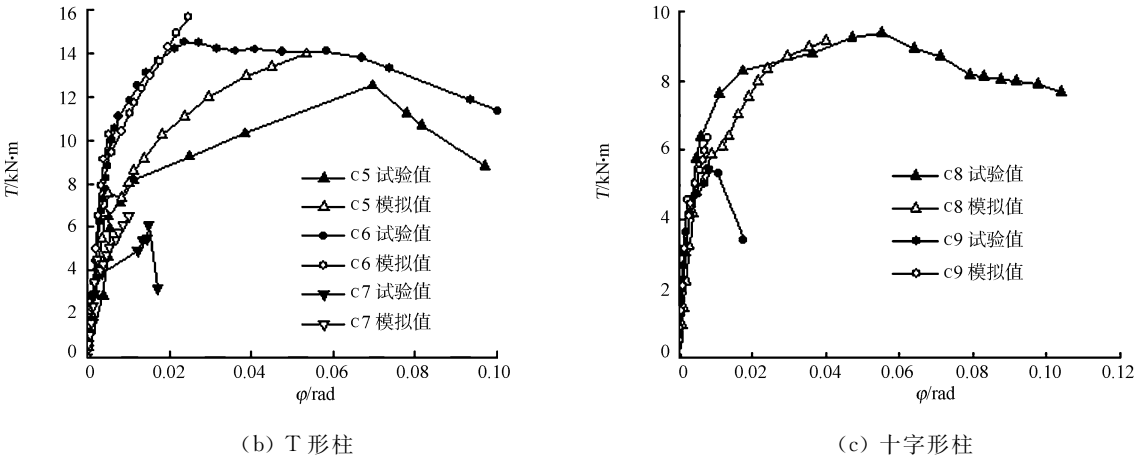 T/kN·m
16
14
12
10
8
6
4
2
0
0 0.02 0.04 0.06 0.08 0.10
φ/rad
c5 试验值
c5 模拟值
c6 试验值
c6 模拟值
c7 试验值
c7 模拟值
(b) T 形柱
T/kN·m
10
8
6
4
2
0
0 0.02 0.04 0.06 0.08 0.10 0.12
φ/rad
c8 试验值
c8 模拟值
c9 试验值
c9 模拟值
(c) 十字形柱